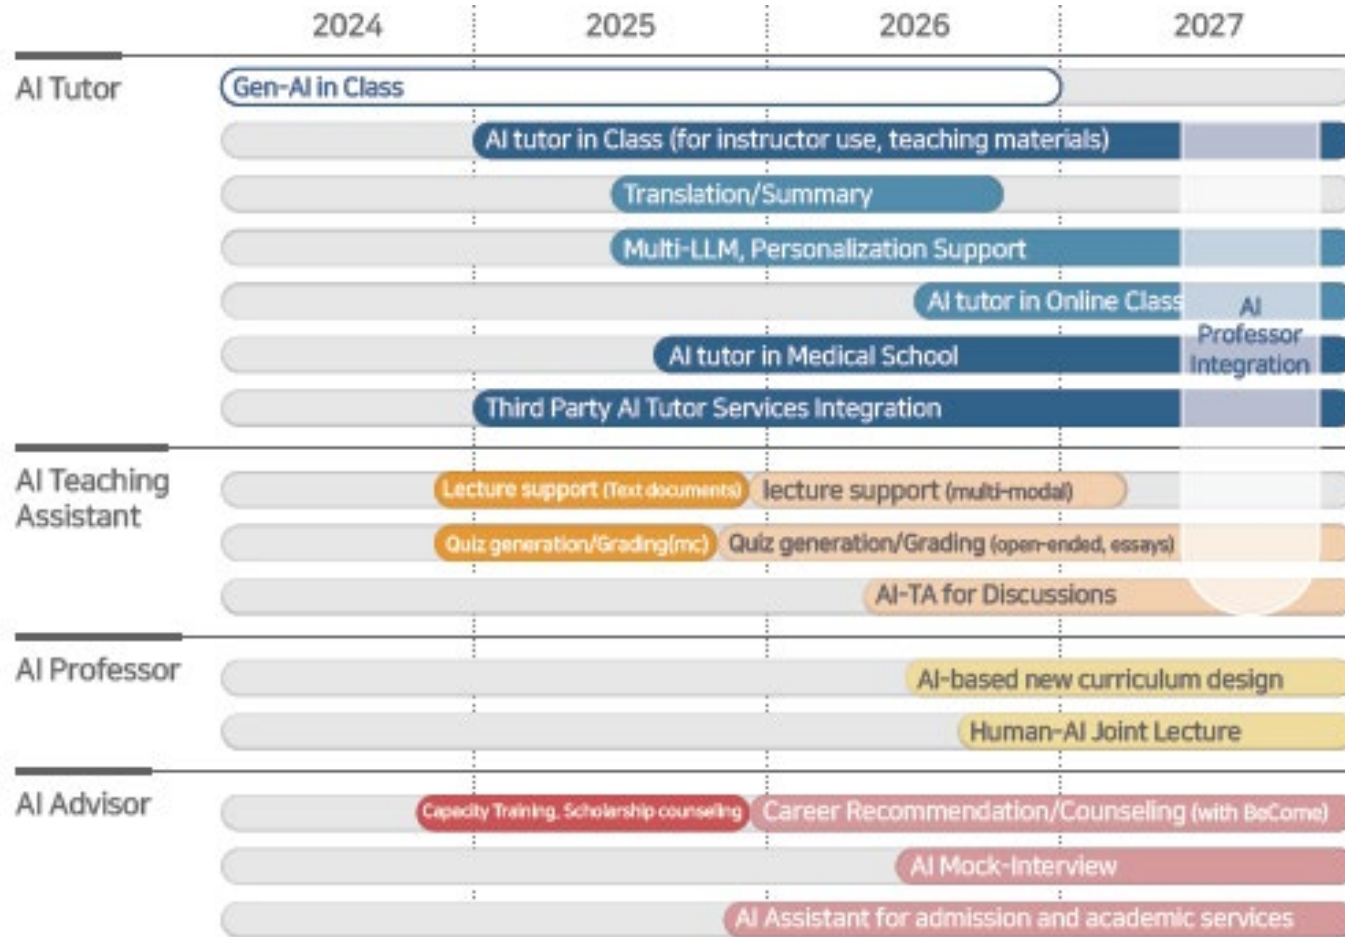 2024 2025 2026 2027
AI Tutor
Gen-AI in Class
AI tutor in Class (for instructor use, teaching materials)
Translation/Summary
Multi-LLM, Personalization Support
AI tutor in Online Class
AI tutor in Medical School
Third Party AI Tutor Services Integration
AI
Professor
Integration
AI Teaching
Assistant
Lecture support (Text documents) lecture support (multi-modal)
Quiz generation/Grading(mc) Quiz generation/Grading (open-ended, essays)
AI-TA for Discussions
AI Professor
AI-based new curriculum design
Human-AI Joint Lecture
AI Advisor
Capacity Training, Scholarship counseling Career Recommendation/Counseling (with BeCome)
AI Mock-Interview
AI Assistant for admission and academic services